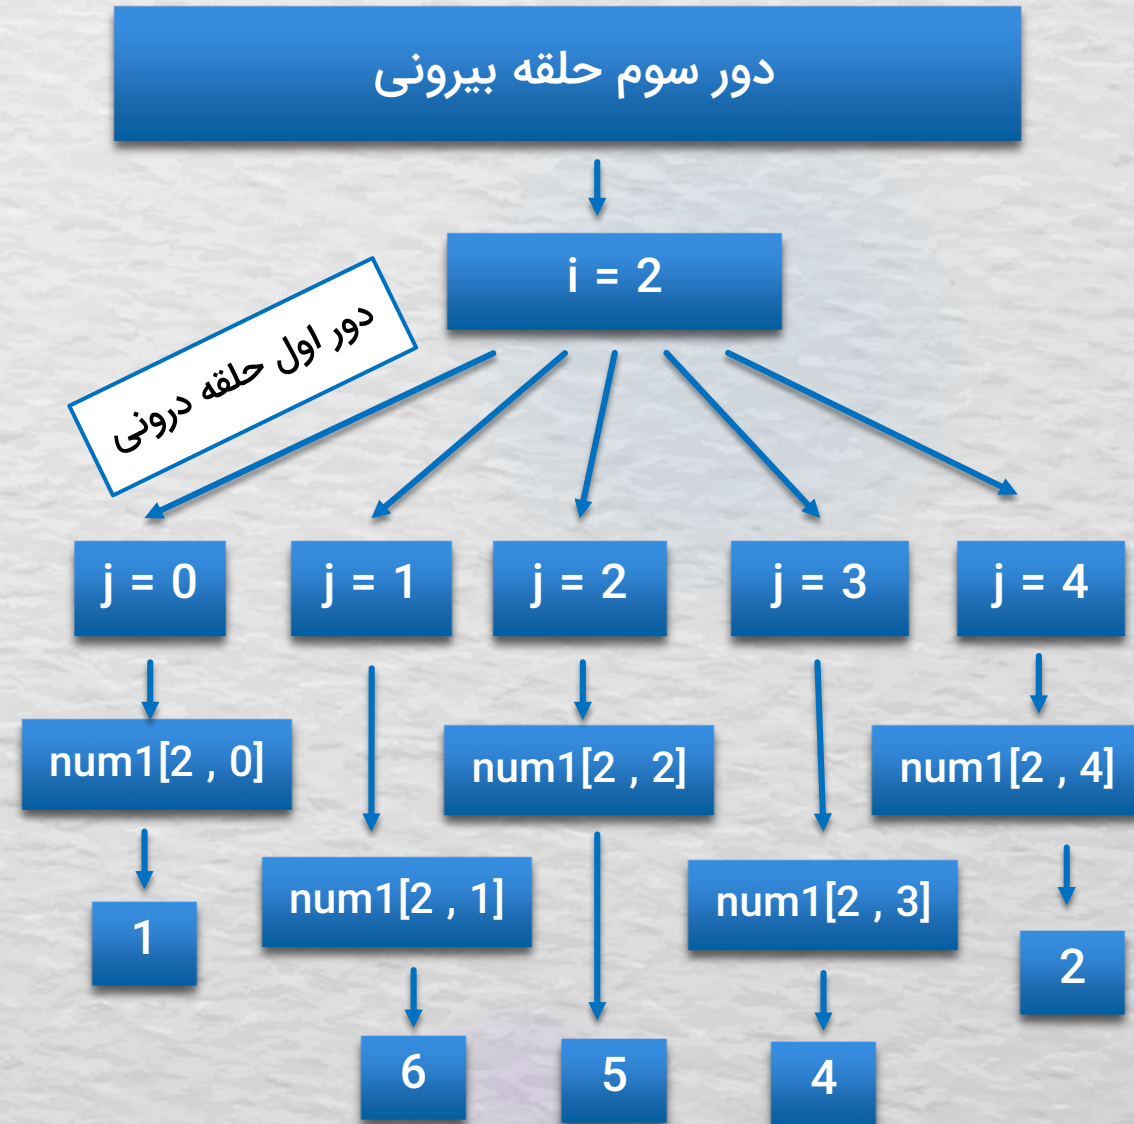 دور سوم حلقه بیرونی
i = 2
دور اول حلقه درونی
j = 0
j = 1
j = 2
j = 3
j = 4
num1[2 , 0]
num1[2 , 2]
num1[2 , 4]
num1[2 , 1]
num1[2 , 3]
1
2
6
5
4